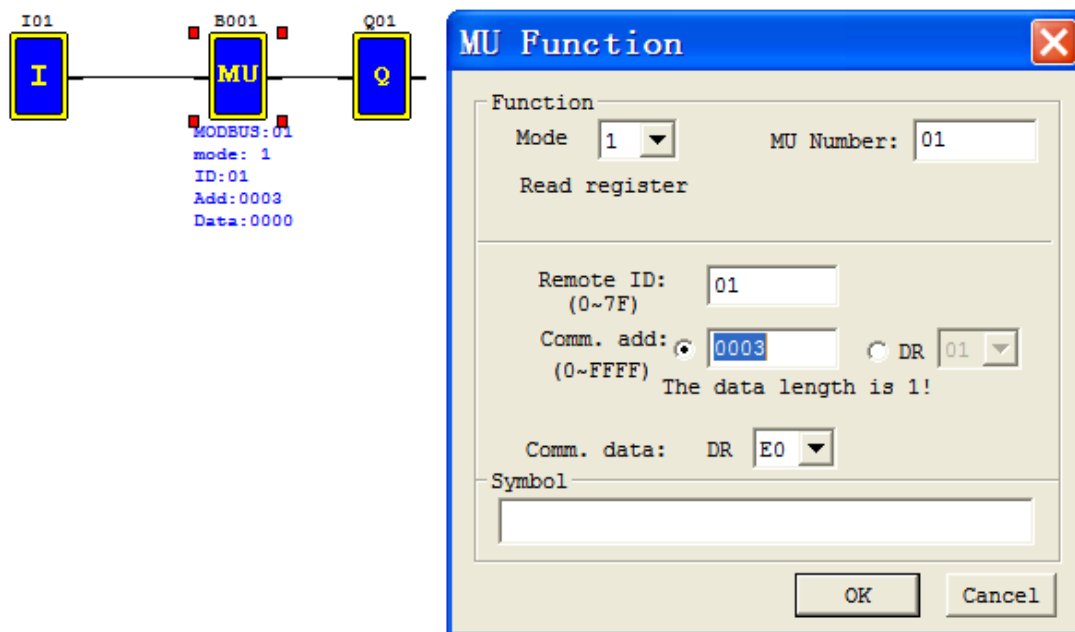 I01 B001 Q01
I MU Q
MODBUS:01
mode: 1
ID:01
Add:0003
Data:0000
MU Function
Function
Mode 1 MU Number: 01
Read register
Remote ID: 01
(0~7F)
Comm. add: 0003 DR 01
(0~FFFF)
The data length is 1!
Comm. data: DR E0
Symbol
OK Cancel